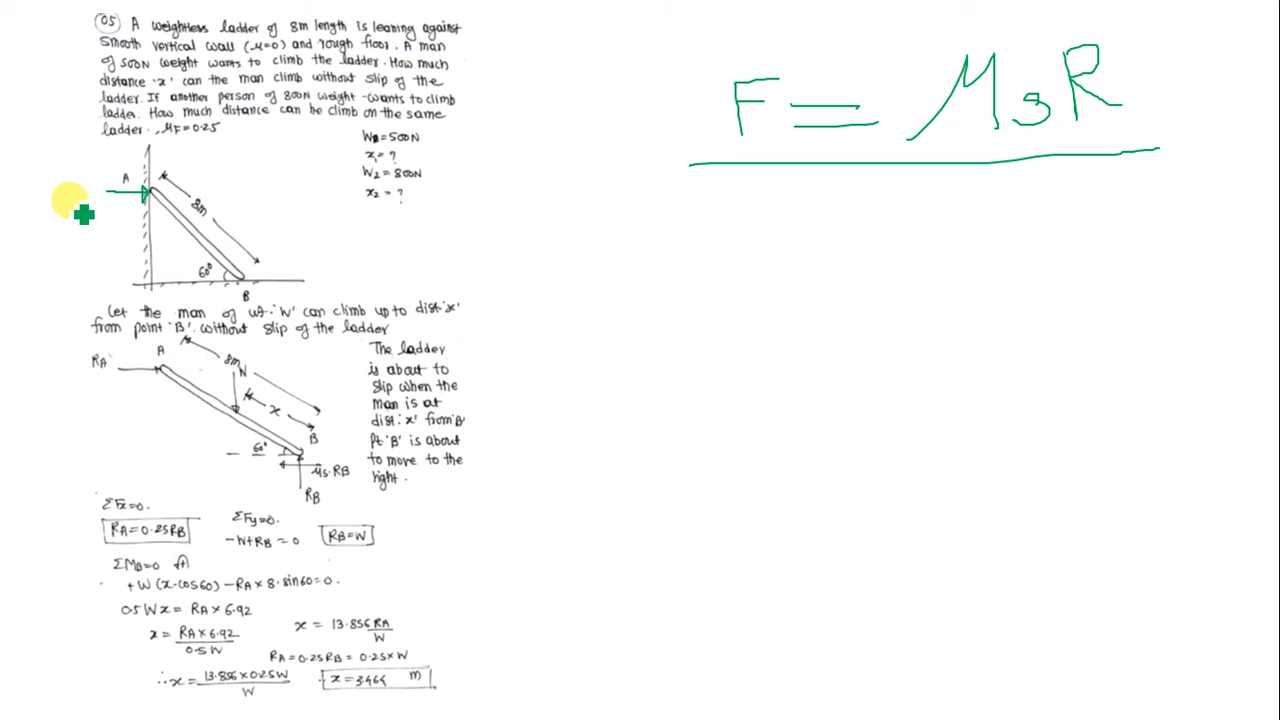 05 A weightless ladder of 8m length is leaning against
smooth vertical wall (μ=0) and rough floor. A man
of 500N weight wants to climb the ladder. How much
distance 'x' can the man climb without slip of the
ladder. If another person of 800N weight wants to climb
ladder. How much distance can he climb on the same
ladder. , μF=0.25
W1=500N
x1=?
W2=800N
x2=?
A
8m
60°
B
Let the man of wt. 'W' can climb up to dist. 'x'
from point 'B' without slip of the ladder
RA
A
8m
W
x
B
60°
μs.RB
RB
The ladder
is about to
slip when the
man is at
dist. 'x' from 'B'
Pt 'B' is about
to move to the
right.
ΣFx=0.
RA=0.25RB
ΣFy=0.
-W+RB=0
RB=W
ΣMB=0
+W(x.cos60)-RA×8.sin60=0.
0.5Wx=RA×6.92
x=RA×6.92/0.5W
x=13.856RA/W
RA=0.25RB=0.25×W
∴x=13.856×0.25W/W
x=3.464 m
F = μsR